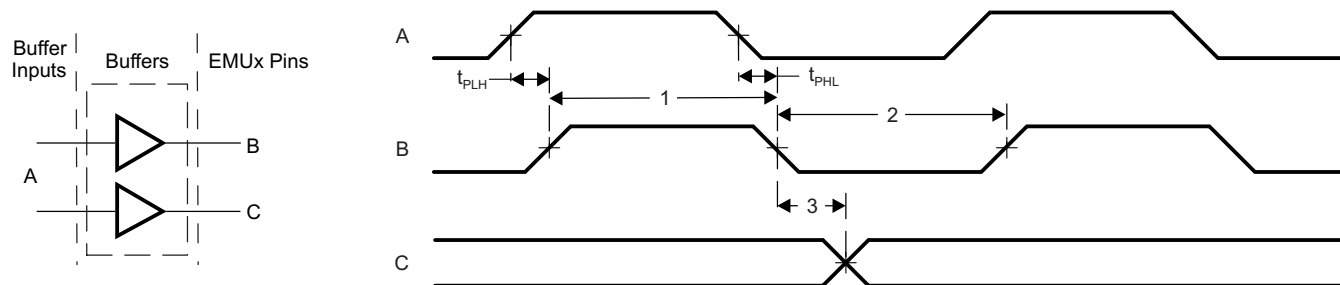 Buffer
Inputs
Buffers
EMUx Pins
A
B
C
A
t_PLH
1
t_PHL
2
B
3
C